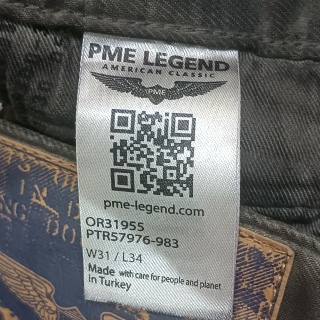 PME LEGEND
AMERICAN CLASSIC
PME
pme-legend.com
OR31955
PTR57976-983
W31 / L34
Made with care for people and planet
in Turkey